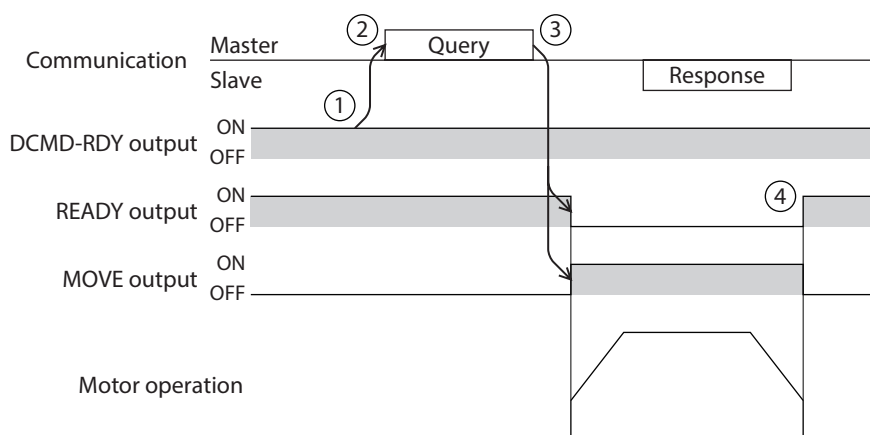 Communication
Master
Slave
② Query ③
Response
①
DCMD-RDY output
ON
OFF
READY output
ON
OFF
④
MOVE output
ON
OFF
Motor operation